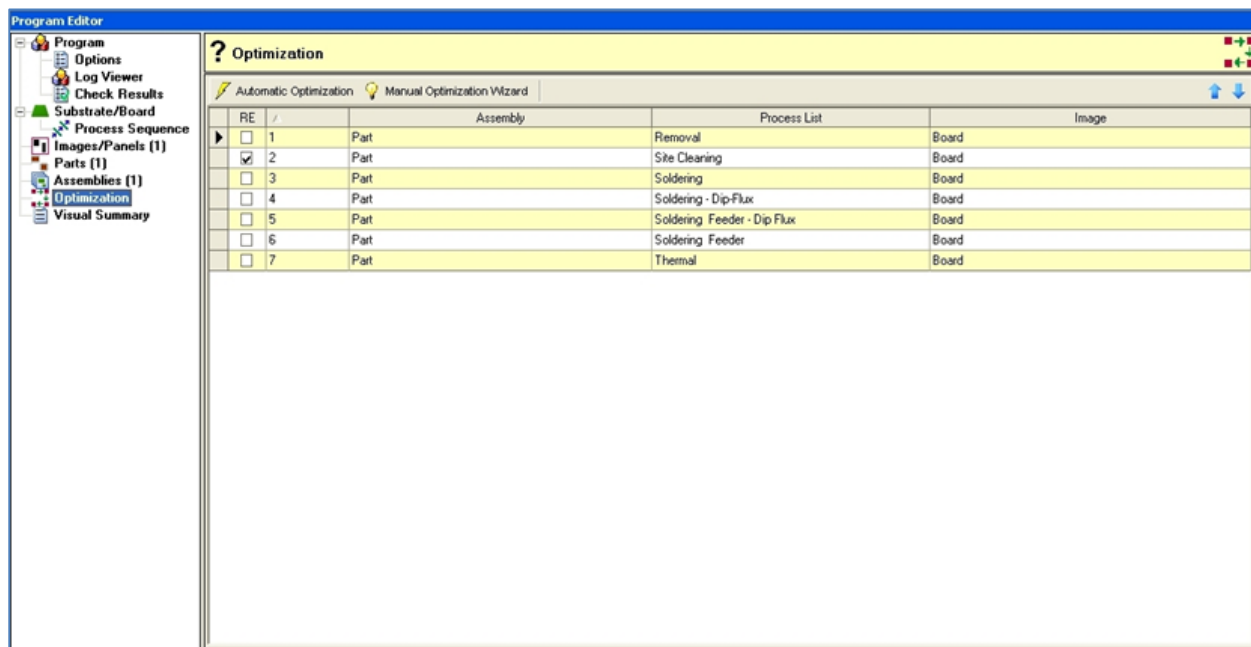 Program Editor
Program
Options
Log Viewer
Check Results
Substrate/Board
Process Sequence
Images/Panels (1)
Parts (1)
Assemblies (1)
Optimization
Visual Summary
? Optimization
Automatic Optimization Manual Optimization Wizard
RE Assembly Process List Image
1 Part Removal Board
2 Part Site Cleaning Board
3 Part Soldering Board
4 Part Soldering - Dip-Flux Board
5 Part Soldering Feeder - Dip Flux Board
6 Part Soldering Feeder Board
7 Part Thermal Board